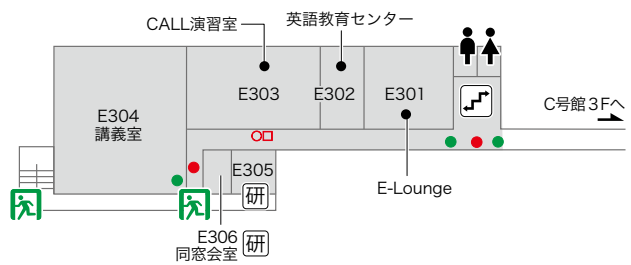 CALL演習室
英語教育センター
E304
講義室
E303
E302
E301
C号館3Fへ
E305
研
E-Lounge
E306
同窓会室
研